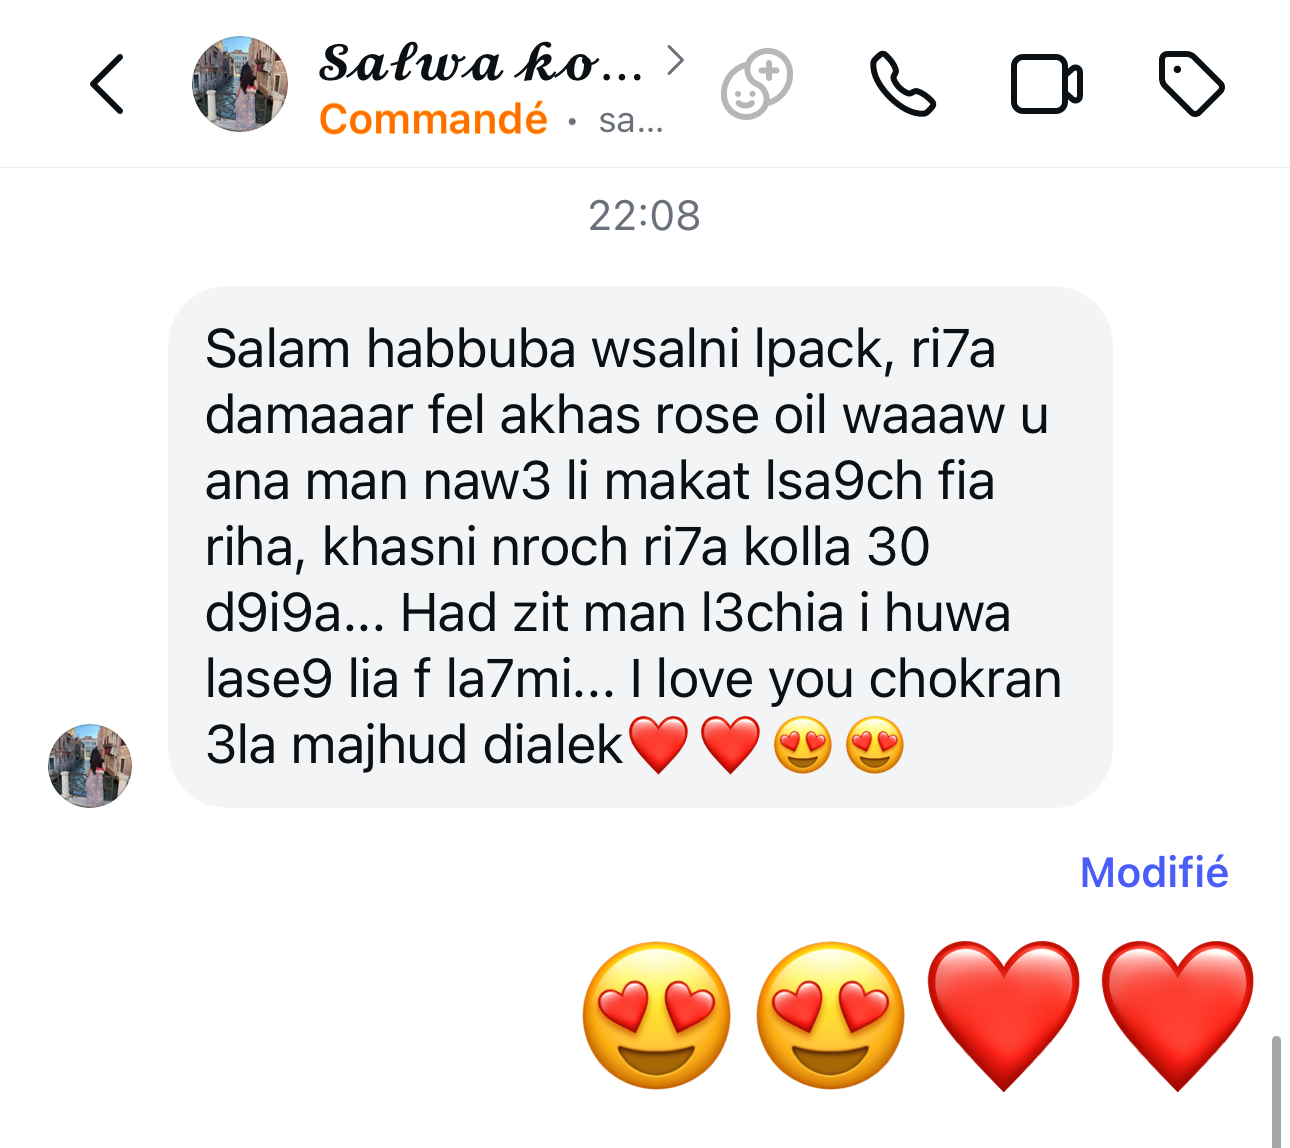 Salwa ko...
Commandé · sa...
22:08
Salam habbuba wsalni lpack, ri7a
damaaar fel akhas rose oil waaaw u
ana man naw3 li makat lsa9ch fia
riha, khasni nroch ri7a kolla 30
d9i9a... Had zit man l3chia i huwa
lase9 lia f la7mi... I love you chokran
3la majhud dialek❤️❤️😍😍
Modifié
😍😍❤️❤️